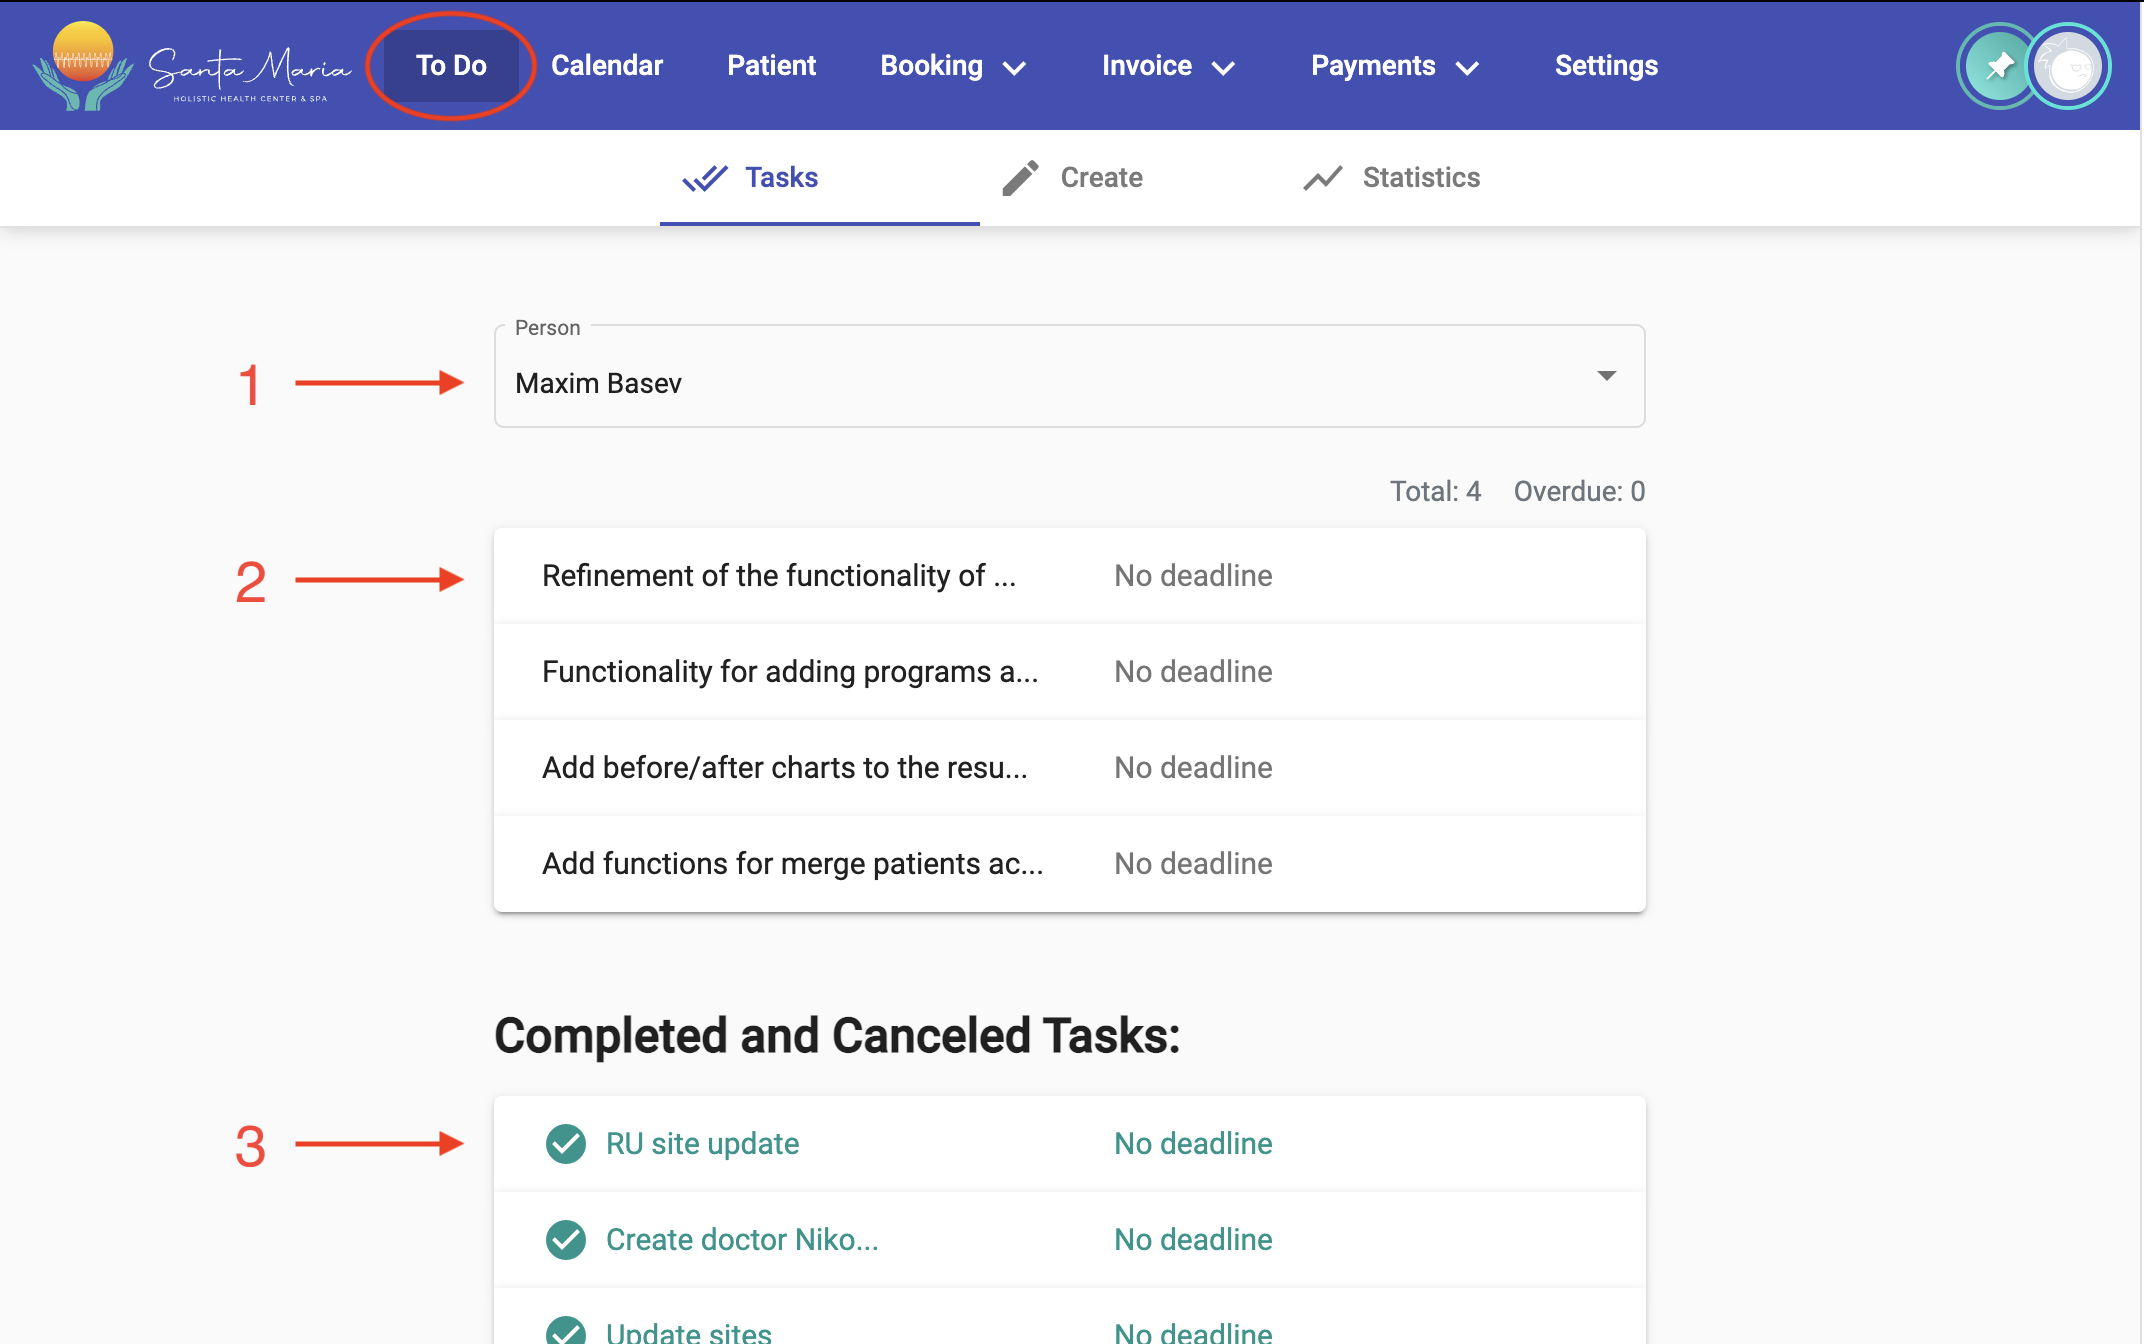 Santa Maria
HOLISTIC HEALTH CENTER & SPA
To Do
Calendar
Patient
Booking
Invoice
Payments
Settings
Tasks
Create
Statistics
Person
1
Maxim Basev
Total: 4 Overdue: 0
2
Refinement of the functionality of ... No deadline
Functionality for adding programs a... No deadline
Add before/after charts to the resu... No deadline
Add functions for merge patients ac... No deadline
Completed and Canceled Tasks:
3
RU site update No deadline
Create doctor Niko... No deadline
Update sites No deadline